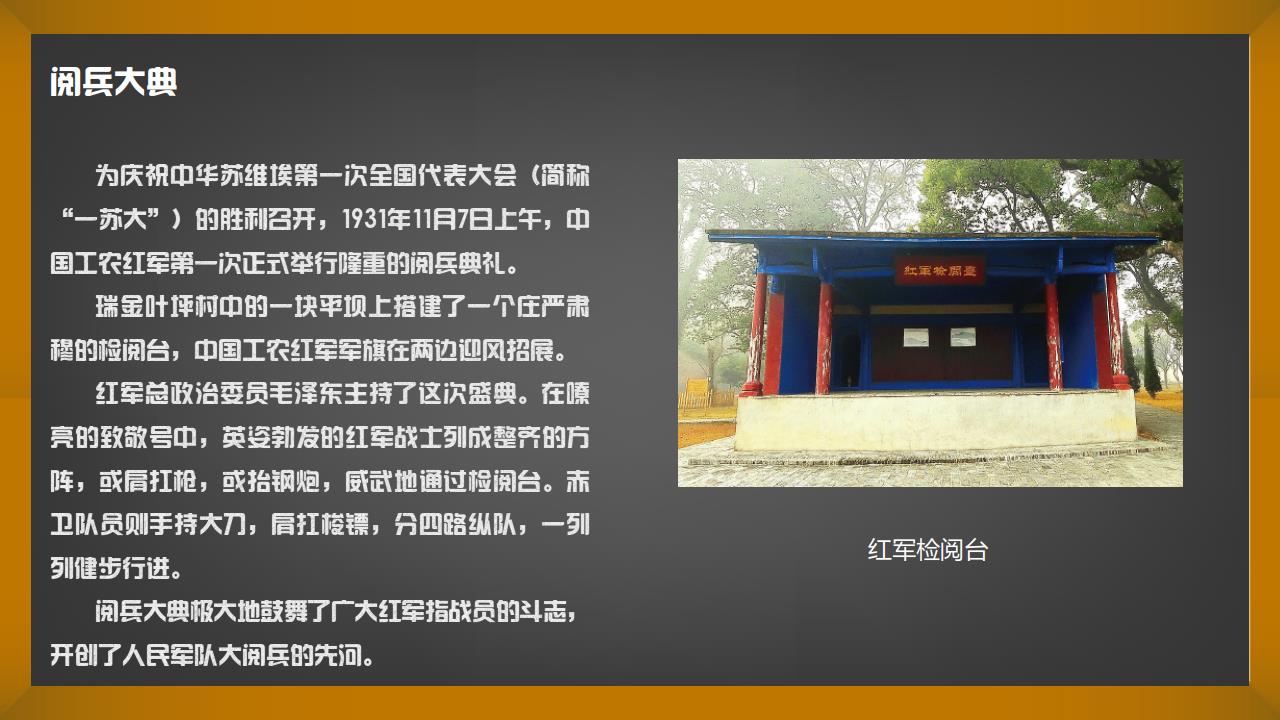 阅兵大典
为庆祝中华苏维埃第一次全国代表大会（简称
“一苏大”）的胜利召开，1931年11月7日上午，中
国工农红军第一次正式举行隆重的阅兵典礼。
瑞金叶坪村中的一块平坝上搭建了一个庄严肃
穆的检阅台，中国工农红军军旗在两边迎风招展。
红军总政治委员毛泽东主持了这次盛典。在嘹
亮的致敬号中，英姿勃发的红军战士列成整齐的方
阵，或肩扛枪，或抬钢炮，威武地通过检阅台。赤
卫队员则手持大刀，肩扛梭镖，分四路纵队，一列
列健步行进。
阅兵大典极大地鼓舞了广大红军指战员的斗志，
开创了人民军队大阅兵的先河。
紅軍檢閱臺
红军检阅台